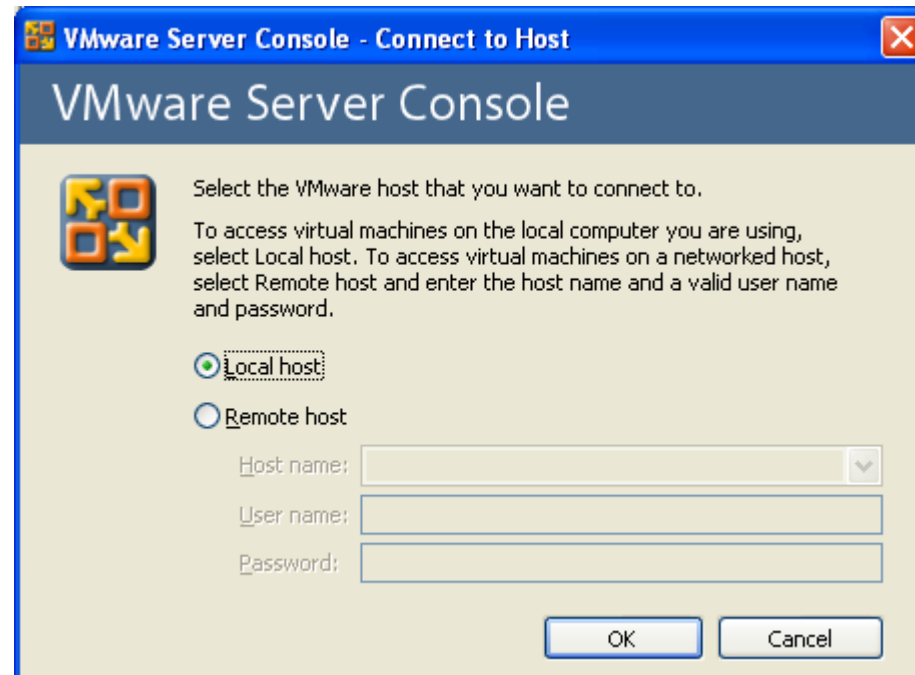 VMware Server Console - Connect to Host
VMware Server Console
Select the VMware host that you want to connect to.
To access virtual machines on the local computer you are using,
select Local host. To access virtual machines on a networked host,
select Remote host and enter the host name and a valid user name
and password.
Local host
Remote host
Host name:
User name:
Password:
OK Cancel